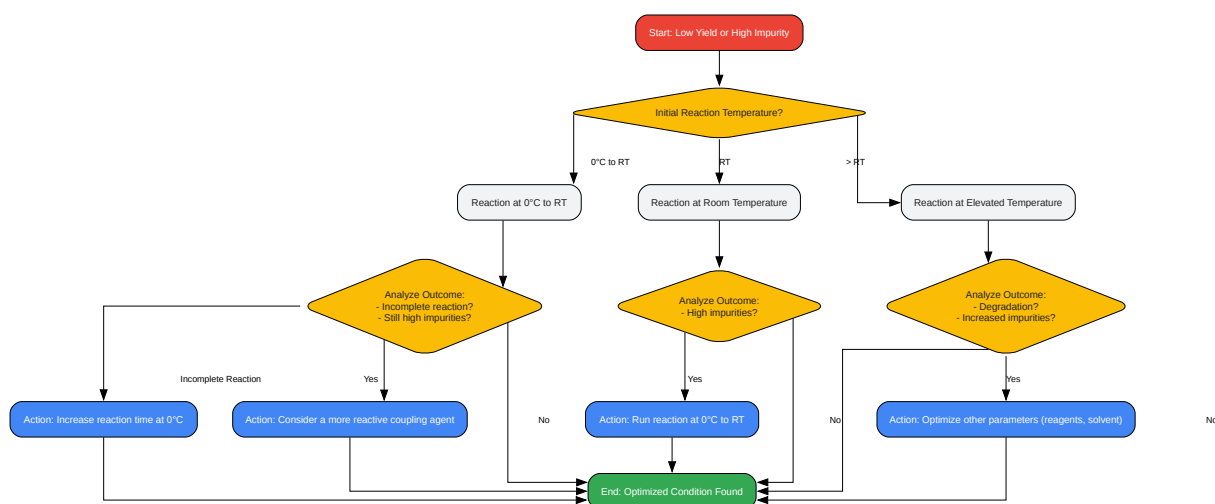 Start: Low Yield or High Impurity
Initial Reaction Temperature?
0°C to RT
RT
> RT
Reaction at 0°C to RT
Reaction at Room Temperature
Reaction at Elevated Temperature
Analyze Outcome:
- Incomplete reaction?
- Still high impurities?
Analyze Outcome:
- High impurities?
Analyze Outcome:
- Degradation?
- Increased impurities?
Incomplete Reaction
Yes
Yes
Yes
Action: Increase reaction time at 0°C
Action: Consider a more reactive coupling agent
No
Action: Run reaction at 0°C to RT
No
Action: Optimize other parameters (reagents, solvent)
No
End: Optimized Condition Found